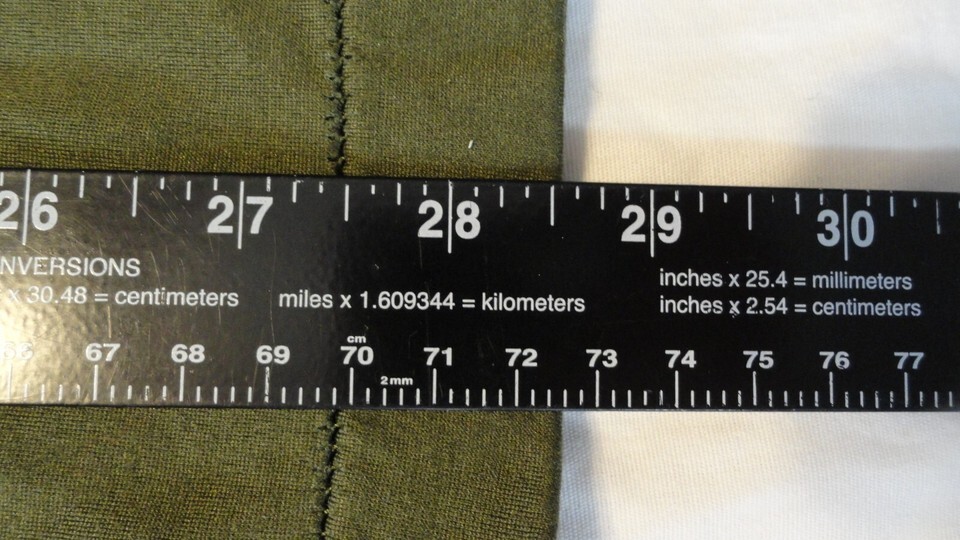 26 27 28 29 30
NVERSIONS
x 30.48 = centimeters
miles x 1.609344 = kilometers
inches x 25.4 = millimeters
inches x 2.54 = centimeters
cm
66 67 68 69 70 71 72 73 74 75 76 77
2mm